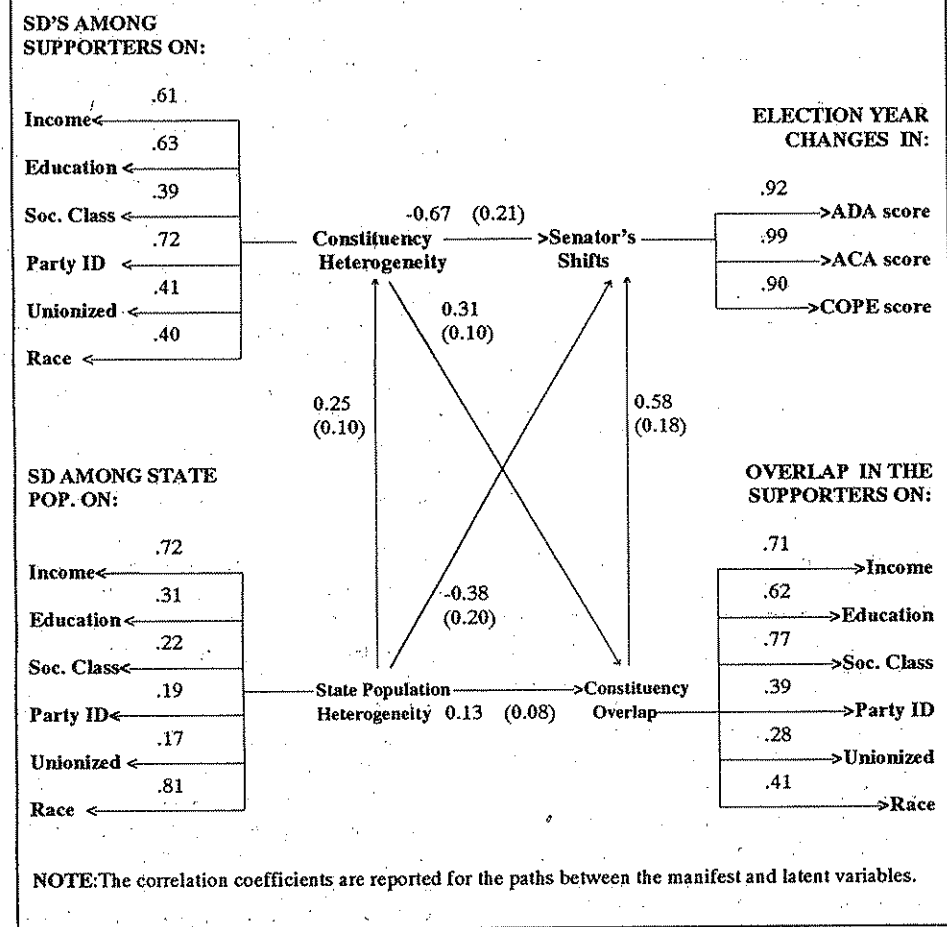 SD'S AMONG
SUPPORTERS ON:
.61
Income
.63
Education
.39
Soc. Class
.72
Party ID
.41
Unionized
.40
Race
ELECTION YEAR
CHANGES IN:
.92
ADA score
.99
ACA score
.90
COPE score
-0.67 (0.21)
Constituency
Heterogeneity
Senator's
Shifts
0.31
(0.10)
0.25
(0.10)
0.58
(0.18)
-0.38
(0.20)
SD AMONG STATE
POP. ON:
.72
Income
.31
Education
.22
Soc. Class
.19
Party ID
.17
Unionized
.81
Race
State Population
Heterogeneity 0.13 (0.08)
Constituency
Overlap
OVERLAP IN THE
SUPPORTERS ON:
.71
Income
.62
Education
.77
Soc. Class
.39
Party ID
.28
Unionized
.41
Race
NOTE:The correlation coefficients are reported for the paths between the manifest and latent variables.